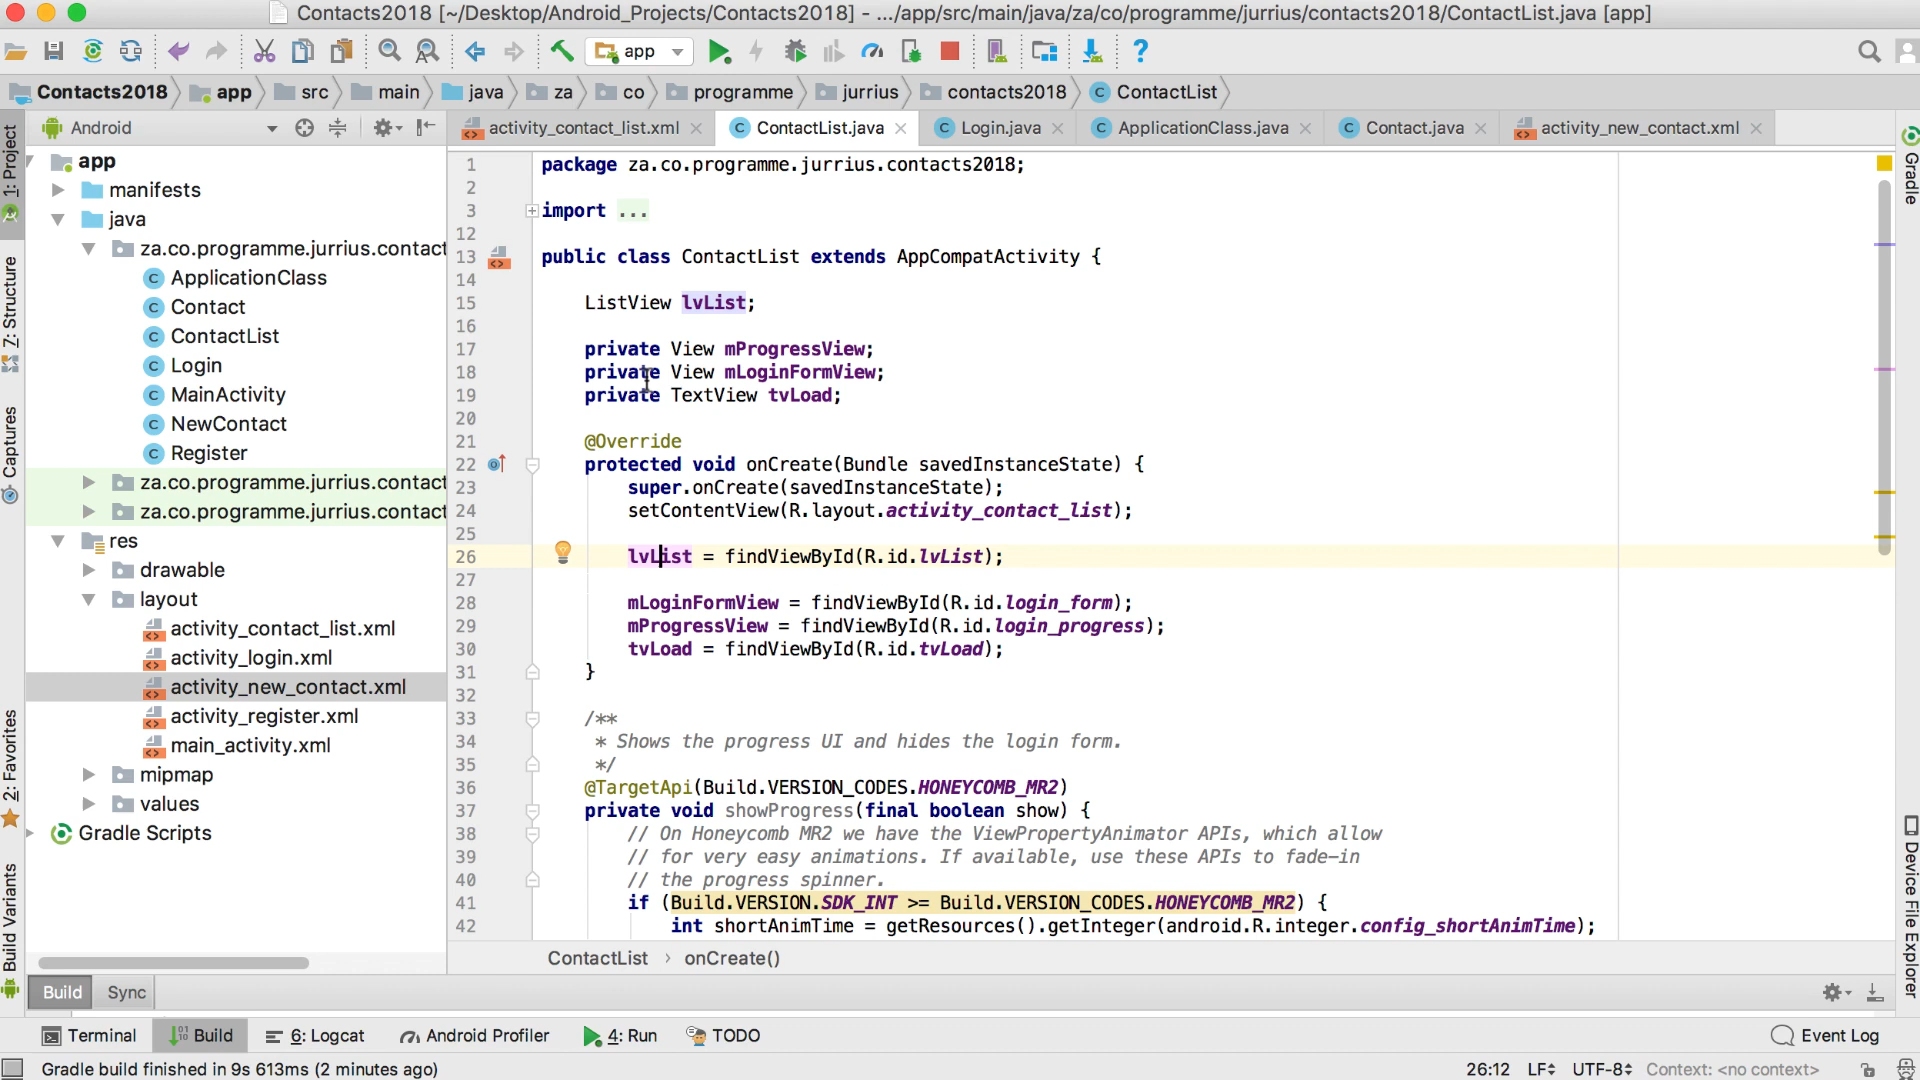 Contacts2018 [~/Desktop/Android_Projects/Contacts2018] - .../app/src/main/java/za/co/programme/jurrius/contacts2018/ContactList.java [app]
app
Contacts2018 app src main java za co programme jurrius contacts2018 ContactList
Android
activity_contact_list.xml ContactList.java Login.java ApplicationClass.java Contact.java activity_new_contact.xml
1: Project
Z: Structure
Captures
2: Favorites
Build Variants
app
manifests
java
za.co.programme.jurrius.contact
ApplicationClass
Contact
ContactList
Login
MainActivity
NewContact
Register
za.co.programme.jurrius.contact
za.co.programme.jurrius.contact
res
drawable
layout
activity_contact_list.xml
activity_login.xml
activity_new_contact.xml
activity_register.xml
main_activity.xml
mipmap
values
Gradle Scripts
1 package za.co.programme.jurrius.contacts2018;
2
3 import ...
12
13 public class ContactList extends AppCompatActivity {
14
15 ListView lvList;
16
17 private View mProgressView;
18 private View mLoginFormView;
19 private TextView tvLoad;
20
21 @Override
22 protected void onCreate(Bundle savedInstanceState) {
23 super.onCreate(savedInstanceState);
24 setContentView(R.layout.activity_contact_list);
25
26 lvList = findViewById(R.id.lvList);
27
28 mLoginFormView = findViewById(R.id.login_form);
29 mProgressView = findViewById(R.id.login_progress);
30 tvLoad = findViewById(R.id.tvLoad);
31 }
32
33 /**
34 * Shows the progress UI and hides the login form.
35 */
36 @TargetApi(Build.VERSION_CODES.HONEYCOMB_MR2)
37 private void showProgress(final boolean show) {
38 // On Honeycomb MR2 we have the ViewPropertyAnimator APIs, which allow
39 // for very easy animations. If available, use these APIs to fade-in
40 // the progress spinner.
41 if (Build.VERSION.SDK_INT >= Build.VERSION_CODES.HONEYCOMB_MR2) {
42 int shortAnimTime = getResources().getInteger(android.R.integer.config_shortAnimTime);
ContactList › onCreate()
Gradle
Device File Explorer
Build Sync
Terminal Build 6: Logcat Android Profiler 4: Run TODO Event Log
Gradle build finished in 9s 613ms (2 minutes ago) 26:12 LF UTF-8 Context: <no context>